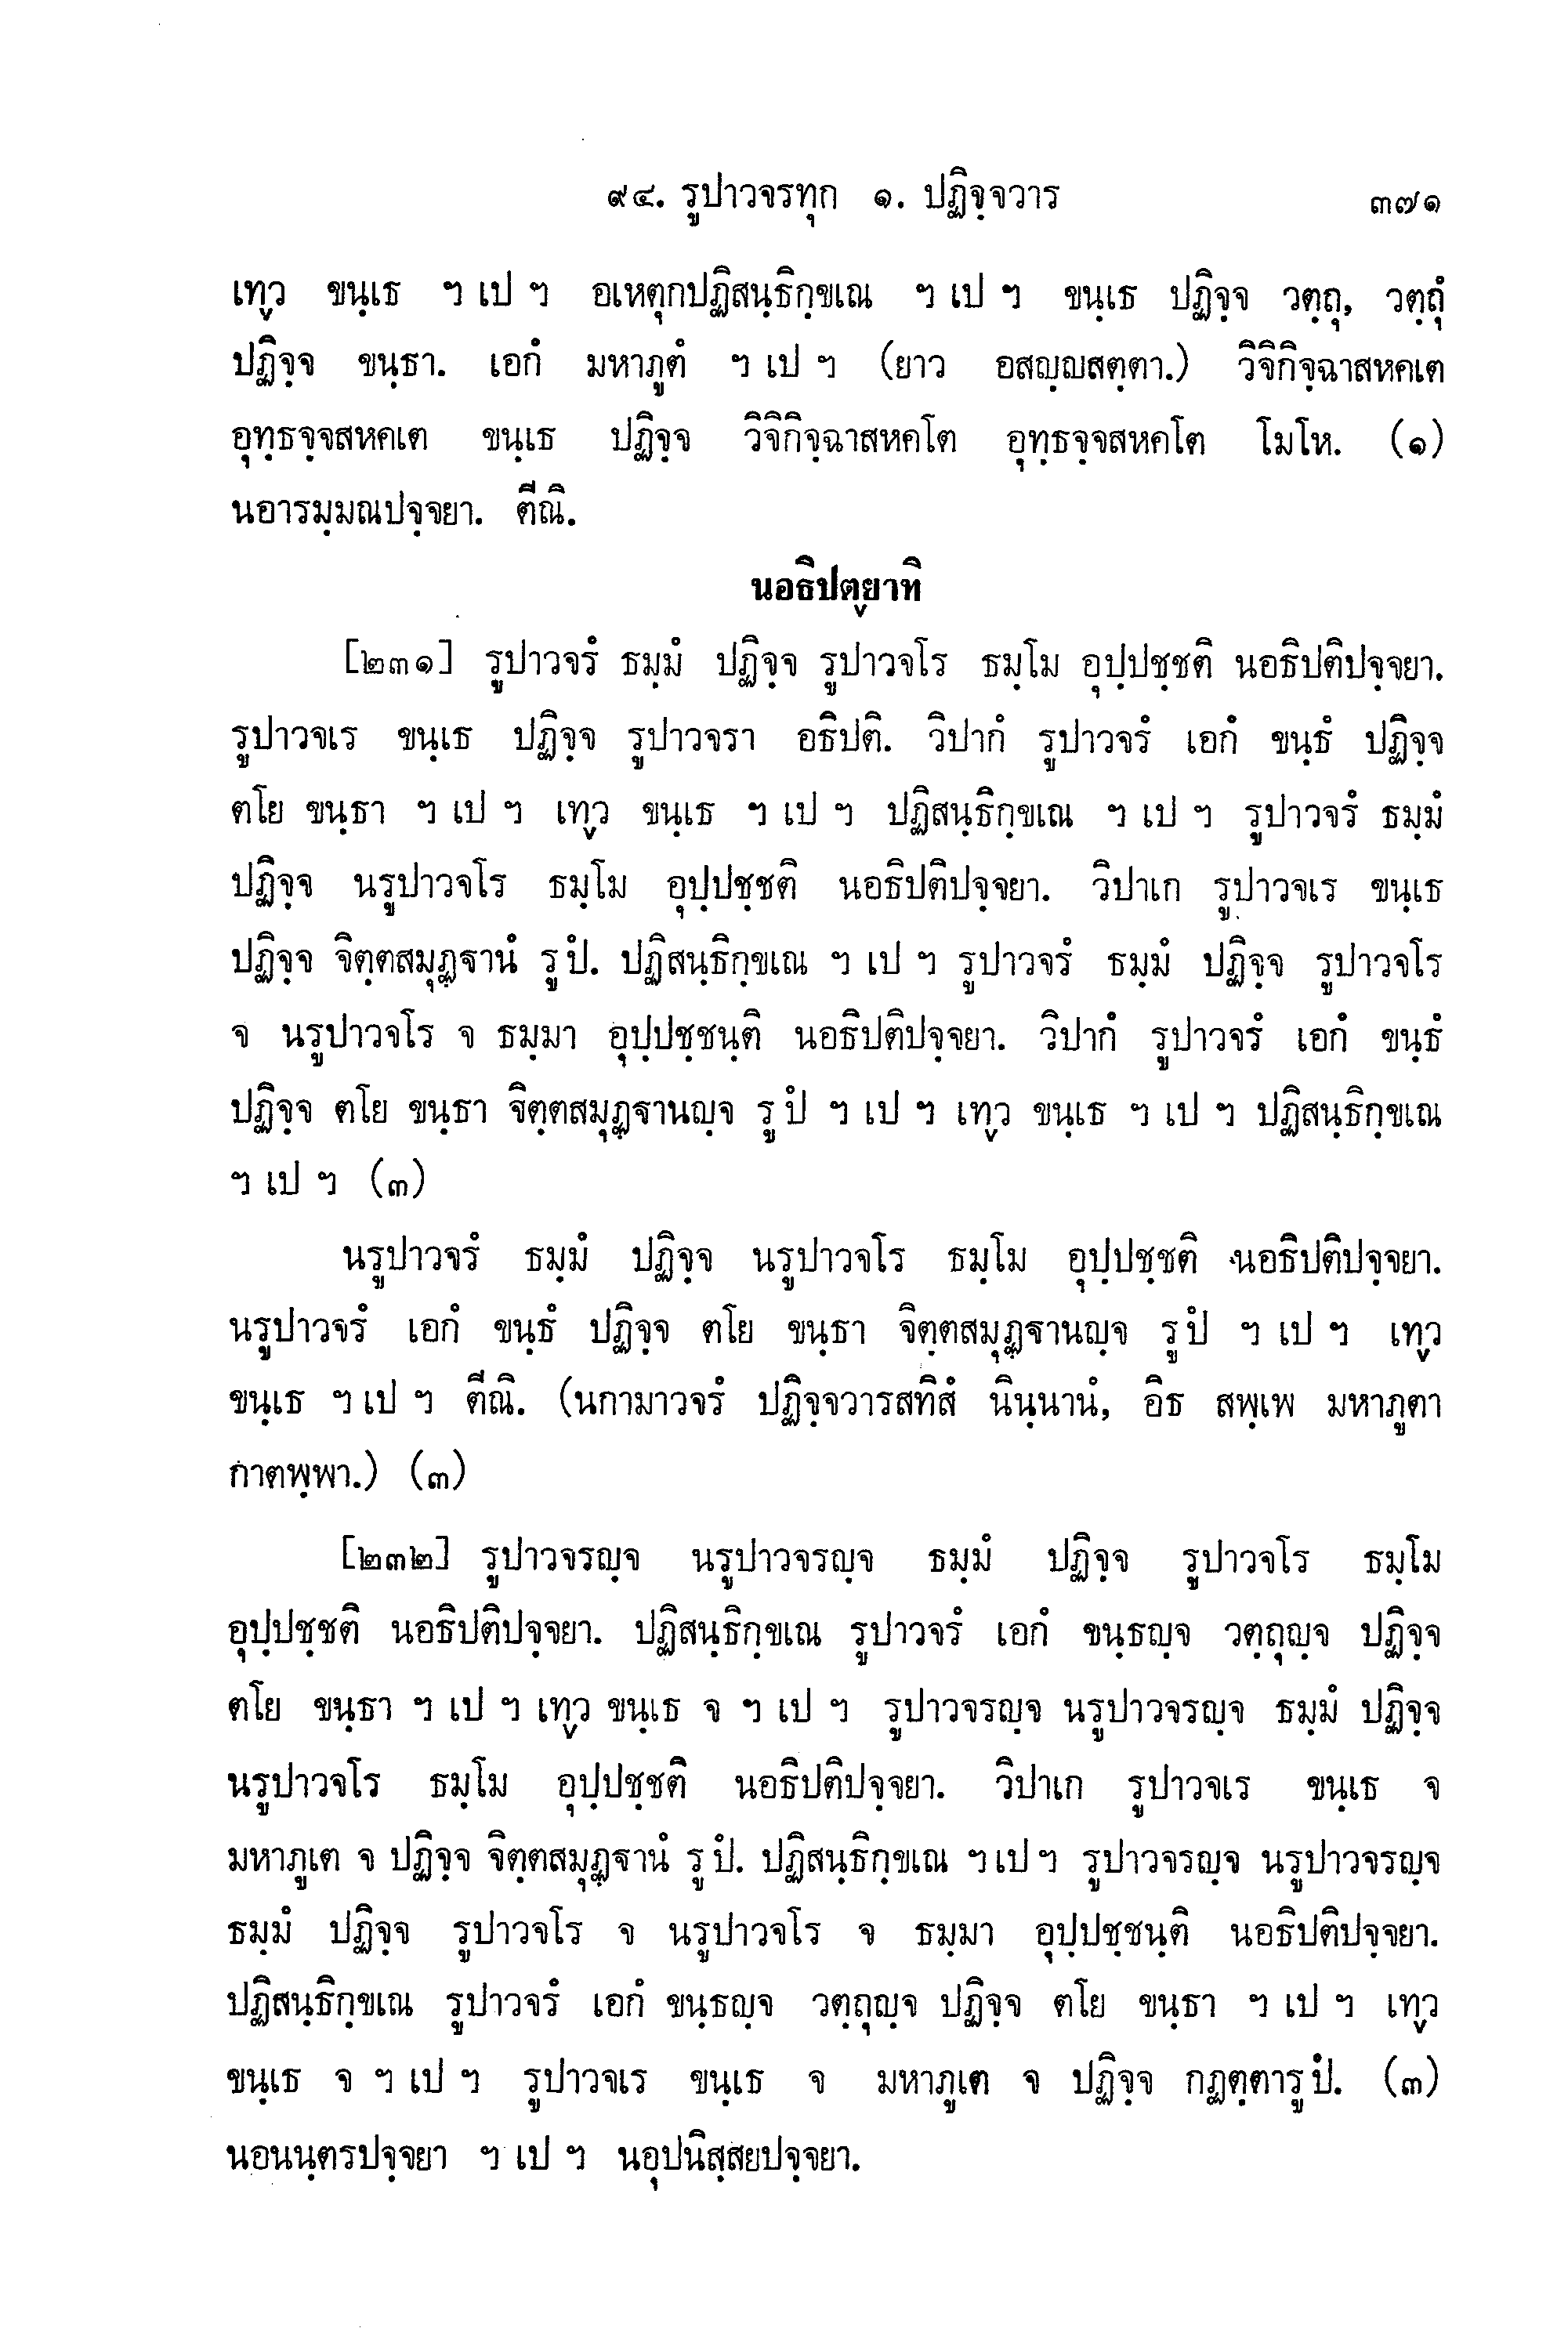 ๙๔. รูปาวจรทุก ๑. ปฏิจฺจวาร ๓๗๑
เทฺว ขนฺเธ ฯ เป ฯ อเหตุกปฏิสนฺธิกฺขเณ ฯ เป ฯ ขนฺเธ ปฏิจฺจ วตฺถุ, วตฺถุํ
ปฏิจฺจ ขนฺธา. เอกํ มหาภูตํ ฯ เป ฯ (ยาว อสญฺญสตฺตา.) วิจิกิจฺฉาสหคเต
อุทฺธจฺจสหคเต ขนฺเธ ปฏิจฺจ วิจิกิจฺฉาสหคโต อุทฺธจฺจสหคโต โมโห. (๑)
นอารมฺมณปจฺจยา. ตีณิ.
นอธิปตูยาทิ
[๒๓๑] รูปาวจรํ ธมฺมํ ปฏิจฺจ รูปาวจโร ธมฺโม อุปฺปชฺชติ นอธิปติปจฺจยา.
รูปาวจเร ขนฺเธ ปฏิจฺจ รูปาวจรา อธิปติ. วิปากํ รูปาวจรํ เอกํ ขนฺธํ ปฏิจฺจ
ตโย ขนฺธา ฯ เป ฯ เทฺว ขนฺเธ ฯ เป ฯ ปฏิสนฺธิกฺขเณ ฯ เป ฯ รูปาวจรํ ธมฺมํ
ปฏิจฺจ นรูปาวจโร ธมฺโม อุปฺปชฺชติ นอธิปติปจฺจยา. วิปาเก รูปาวจเร ขนฺเธ
ปฏิจฺจ จิตฺตสมุฏฺฐานํ รูปํ. ปฏิสนฺธิกฺขเณ ฯ เป ฯ รูปาวจรํ ธมฺมํ ปฏิจฺจ รูปาวจโร
จ นรูปาวจโร จ ธมฺมา อุปฺปชฺชนฺติ นอธิปติปจฺจยา. วิปากํ รูปาวจรํ เอกํ ขนฺธํ
ปฏิจฺจ ตโย ขนฺธา จิตฺตสมุฏฺฐานญฺจ รูปํ ฯ เป ฯ เทฺว ขนฺเธ ฯ เป ฯ ปฏิสนฺธิกฺขเณ
ฯ เป ฯ (๓)
นรูปาวจรํ ธมฺมํ ปฏิจฺจ นรูปาวจโร ธมฺโม อุปฺปชฺชติ นอธิปติปจฺจยา.
นรูปาวจรํ เอกํ ขนฺธํ ปฏิจฺจ ตโย ขนฺธา จิตฺตสมุฏฺฐานญฺจ รูปํ ฯ เป ฯ เทฺว
ขนฺเธ ฯ เป ฯ ตีณิ. (นกามาวจรํ ปฏิจฺจวารสทิสํ นินฺนานํ, อิธ สพฺเพ มหาภูตา
กาตพฺพา.) (๓)
[๒๓๒] รูปาวจรญฺจ นรูปาวจรญฺจ ธมฺมํ ปฏิจฺจ รูปาวจโร ธมฺโม
อุปฺปชฺชติ นอธิปติปจฺจยา. ปฏิสนฺธิกฺขเณ รูปาวจรํ เอกํ ขนฺธญฺจ วตฺถุญฺจ ปฏิจฺจ
ตโย ขนฺธา ฯ เป ฯ เทฺว ขนฺเธ จ ฯ เป ฯ รูปาวจรญฺจ นรูปาวจรญฺจ ธมฺมํ ปฏิจฺจ
นรูปาวจโร ธมฺโม อุปฺปชฺชติ นอธิปติปจฺจยา. วิปาเก รูปาวจเร ขนฺเธ จ
มหาภูเต จ ปฏิจฺจ จิตฺตสมุฏฺฐานํ รูปํ. ปฏิสนฺธิกฺขเณ ฯ เป ฯ รูปาวจรญฺจ นรูปาวจรญฺจ
ธมฺมํ ปฏิจฺจ รูปาวจโร จ นรูปาวจโร จ ธมฺมา อุปฺปชฺชนฺติ นอธิปติปจฺจยา.
ปฏิสนฺธิกฺขเณ รูปาวจรํ เอกํ ขนฺธญฺจ วตฺถุญฺจ ปฏิจฺจ ตโย ขนฺธา ฯ เป ฯ เทฺว
ขนฺเธ จ ฯ เป ฯ รูปาวจเร ขนฺเธ จ มหาภูเต จ ปฏิจฺจ กฏตฺตารูปํ. (๓)
นอนนฺตรปจฺจยา ฯ เป ฯ นอุปนิสฺสยปจฺจยา.